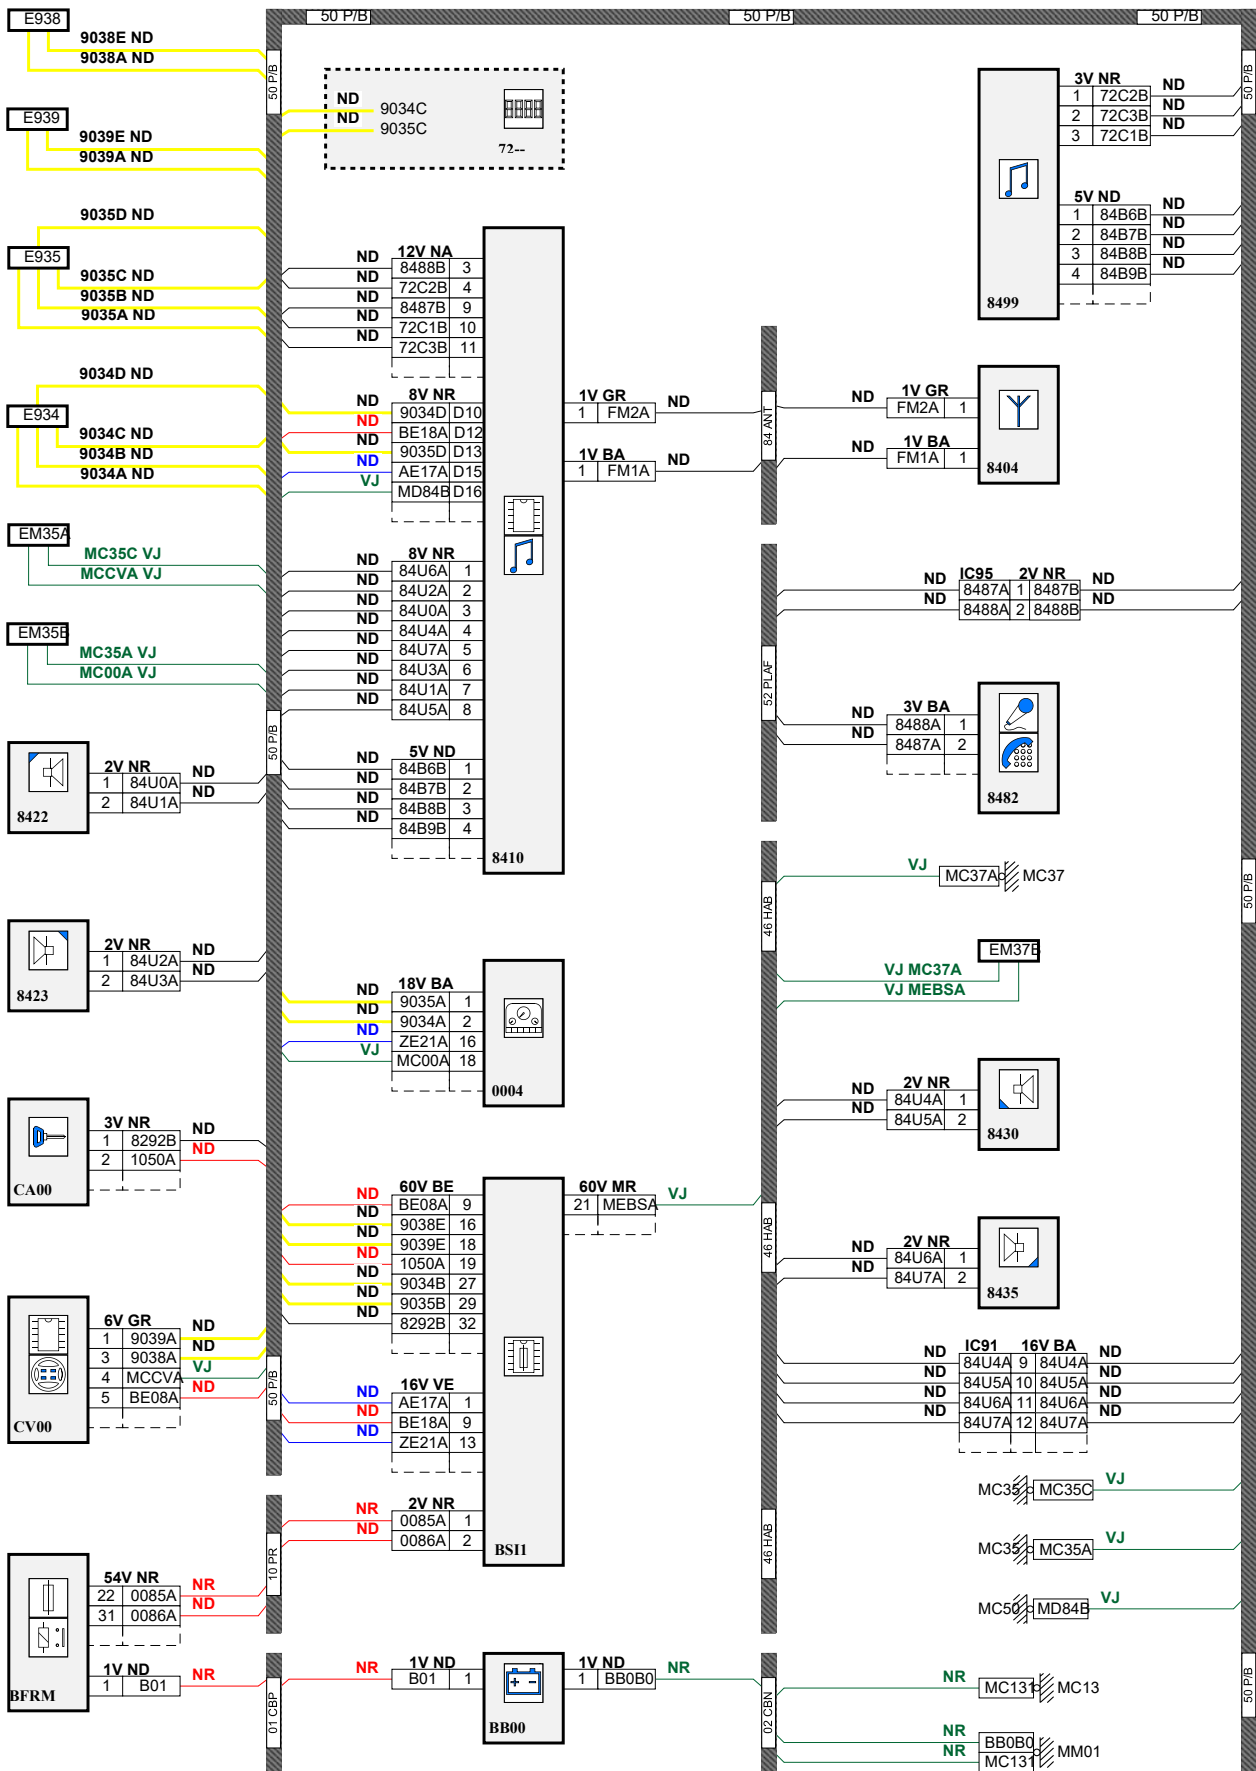 E938
9038E ND
9038A ND
50 P/B
50 P/B
50 P/B
50 P/B
50 P/B
E939
9039E ND
9039A ND
ND 9034C
ND 9035C
72--
9035D ND
E935
9035C ND
9035B ND
9035A ND
9034D ND
E934
9034C ND
9034B ND
9034A ND
EM35A
MC35C VJ
MCCVA VJ
EM35B
MC35A VJ
MC00A VJ
50 P/B
2V NR
1 84U0A ND
2 84U1A ND
8422
2V NR
1 84U2A ND
2 84U3A ND
8423
3V NR
1 8292B ND
2 1050A ND
CA00
6V GR
1 9039A ND
3 9038A ND
4 MCCVA VJ
5 BE08A ND
CV00
50 P/B
54V NR
22 0085A NR
31 0086A ND
1V ND
1 B01 NR
BFRM
10 PR
01 CBP
12V NA
ND 8488B 3
ND 72C2B 4
ND 8487B 9
ND 72C1B 10
ND 72C3B 11
8V NR
ND 9034D D10
ND BE18A D12
ND 9035D D13
ND AE17A D15
VJ MD84B D16
8V NR
ND 84U6A 1
ND 84U2A 2
ND 84U0A 3
ND 84U4A 4
ND 84U7A 5
ND 84U3A 6
ND 84U1A 7
ND 84U5A 8
5V ND
ND 84B6B 1
ND 84B7B 2
ND 84B8B 3
ND 84B9B 4
8410
1V GR
1 FM2A ND
1V BA
1 FM1A ND
18V BA
ND 9035A 1
ND 9034A 2
ND ZE21A 16
VJ MC00A 18
0004
60V BE
ND BE08A 9
ND 9038E 16
ND 9039E 18
ND 1050A 19
ND 9034B 27
ND 9035B 29
ND 8292B 32
60V MR
21 MEBSA VJ
16V VE
ND AE17A 1
ND BE18A 9
ND ZE21A 13
2V NR
NR 0085A 1
ND 0086A 2
BSI1
1V ND
NR B01 1
1V ND
1 BB0B0 NR
BB00
84 ANT
52 PLAF
46 HAB
46 HAB
46 HAB
02 CBN
3V NR
1 72C2B ND
2 72C3B ND
3 72C1B ND
5V ND
1 84B6B ND
2 84B7B ND
3 84B8B ND
4 84B9B ND
8499
1V GR
ND FM2A 1
1V BA
ND FM1A 1
8404
IC95 2V NR
ND 8487A 1 8487B ND
ND 8488A 2 8488B ND
3V BA
ND 8488A 1
ND 8487A 2
8482
VJ MC37A MC37
EM37B
VJ MC37A
VJ MEBSA
50 P/B
2V NR
ND 84U4A 1
ND 84U5A 2
8430
2V NR
ND 84U6A 1
ND 84U7A 2
8435
IC91 16V BA
ND 84U4A 9 84U4A ND
ND 84U5A 10 84U5A ND
ND 84U6A 11 84U6A ND
ND 84U7A 12 84U7A ND
MC35 MC35C VJ
MC35 MC35A VJ
MC50 MD84B VJ
50 P/B
NR MC131 MC13
NR BB0B0
NR MC131
MM01